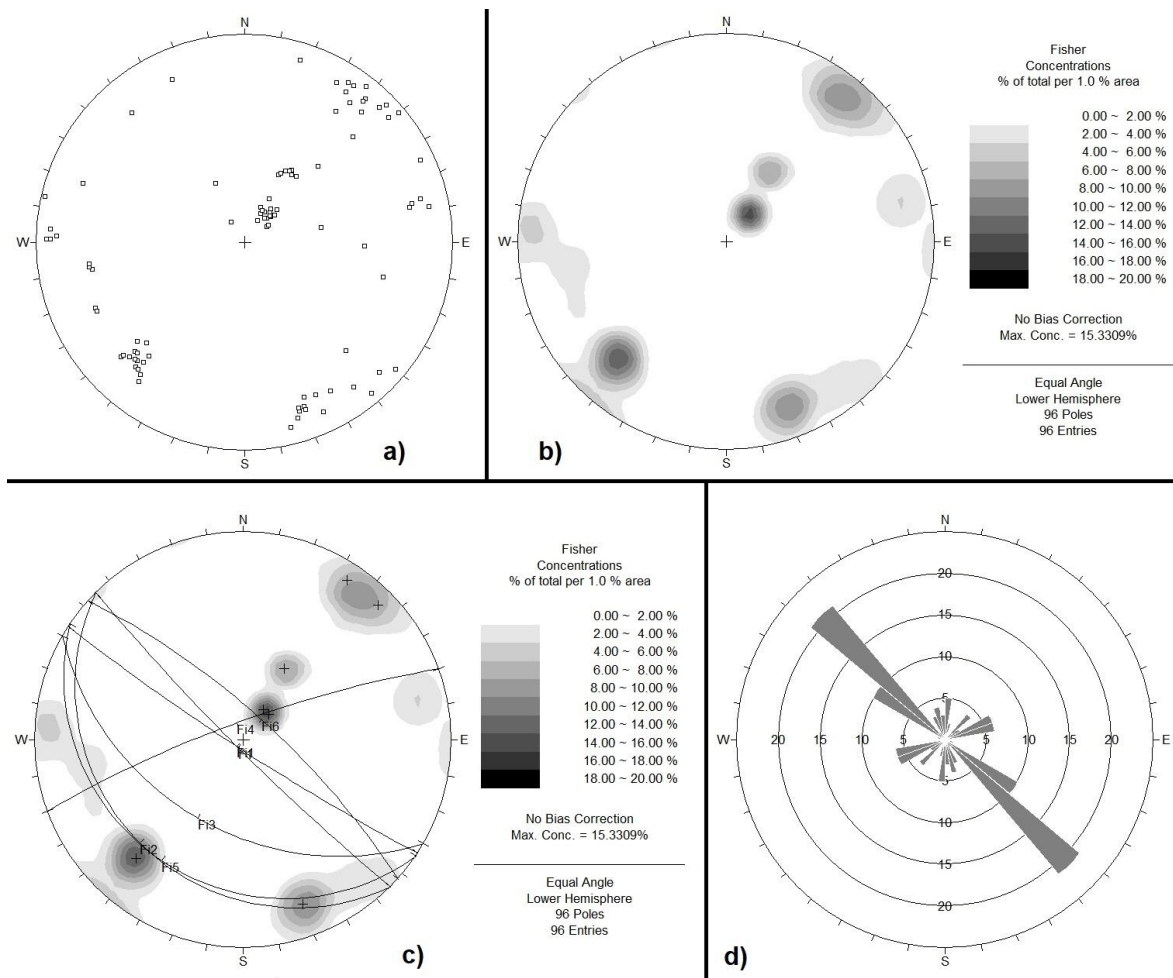 N
W
E
S
a)
N
W
E
S
b)
Fisher
Concentrations
% of total per 1.0 % area
0.00 ~ 2.00 %
2.00 ~ 4.00 %
4.00 ~ 6.00 %
6.00 ~ 8.00 %
8.00 ~ 10.00 %
10.00 ~ 12.00 %
12.00 ~ 14.00 %
14.00 ~ 16.00 %
16.00 ~ 18.00 %
18.00 ~ 20.00 %
No Bias Correction
Max. Conc. = 15.3309%
Equal Angle
Lower Hemisphere
96 Poles
96 Entries
N
W
E
S
Fi4
Fi6
Fi1
Fi3
Fi2
Fi5
c)
Fisher
Concentrations
% of total per 1.0 % area
0.00 ~ 2.00 %
2.00 ~ 4.00 %
4.00 ~ 6.00 %
6.00 ~ 8.00 %
8.00 ~ 10.00 %
10.00 ~ 12.00 %
12.00 ~ 14.00 %
14.00 ~ 16.00 %
16.00 ~ 18.00 %
18.00 ~ 20.00 %
No Bias Correction
Max. Conc. = 15.3309%
Equal Angle
Lower Hemisphere
96 Poles
96 Entries
N
20
15
10
5
W 20 15 10 5 5 10 15 20 E
5
10
15
20
S
d)